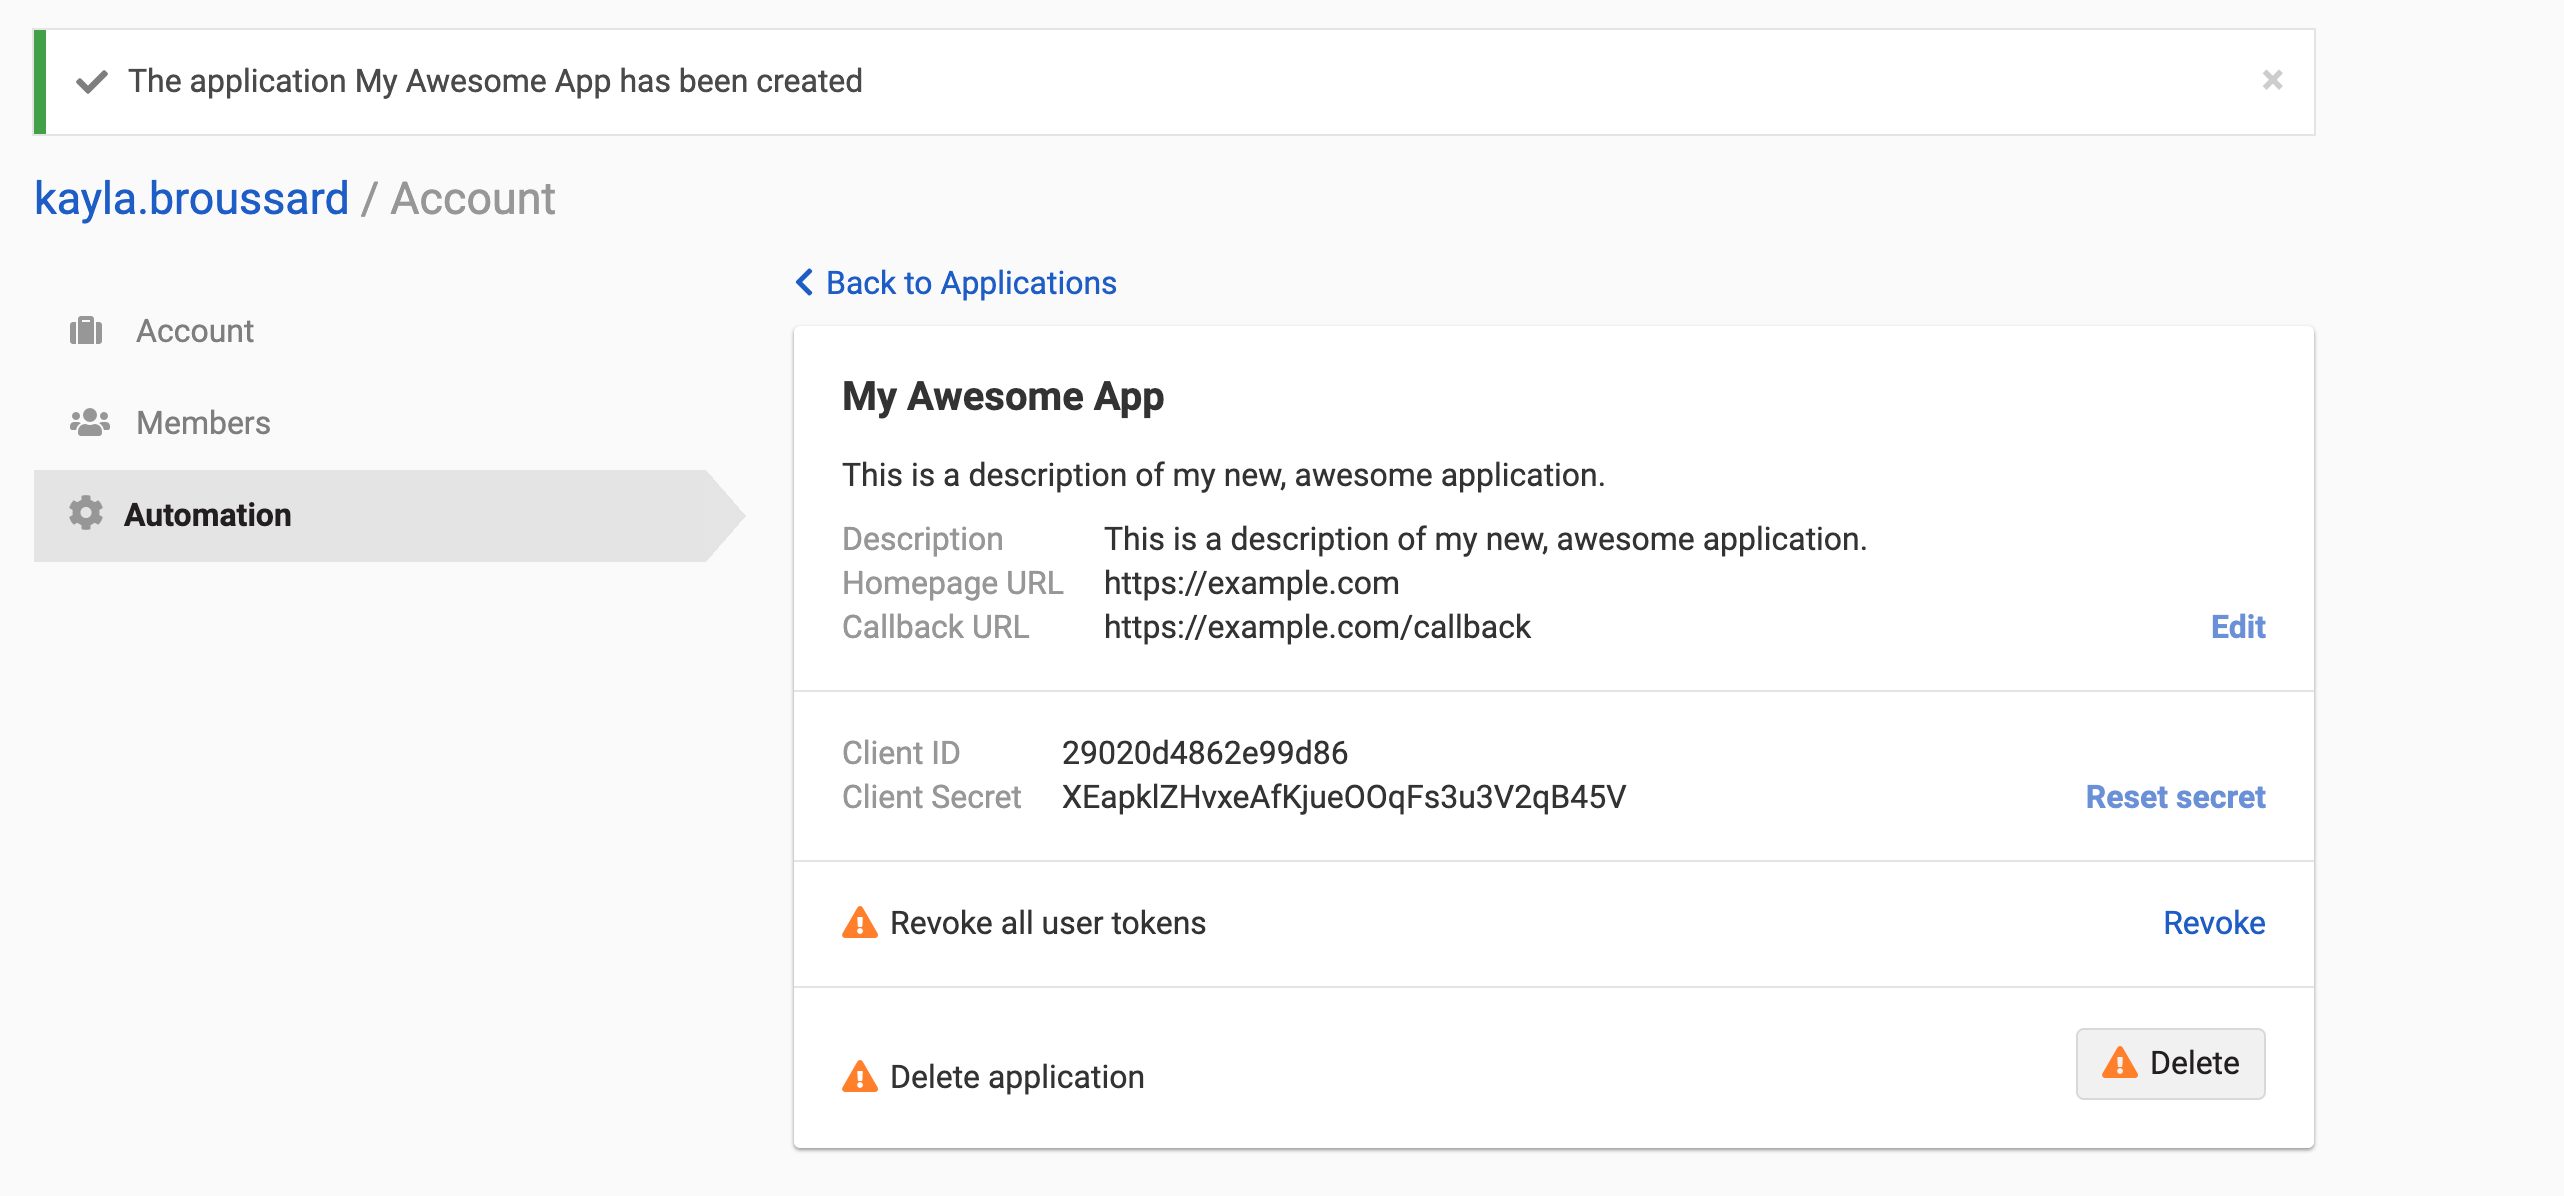 The application My Awesome App has been created
kayla.broussard / Account
Back to Applications
Account
Members
Automation
My Awesome App
This is a description of my new, awesome application.
Description This is a description of my new, awesome application.
Homepage URL https://example.com
Callback URL https://example.com/callback
Edit
Client ID 29020d4862e99d86
Client Secret XEapklZHvxeAfKjueOOqFs3u3V2qB45V
Reset secret
Revoke all user tokens
Revoke
Delete application
Delete